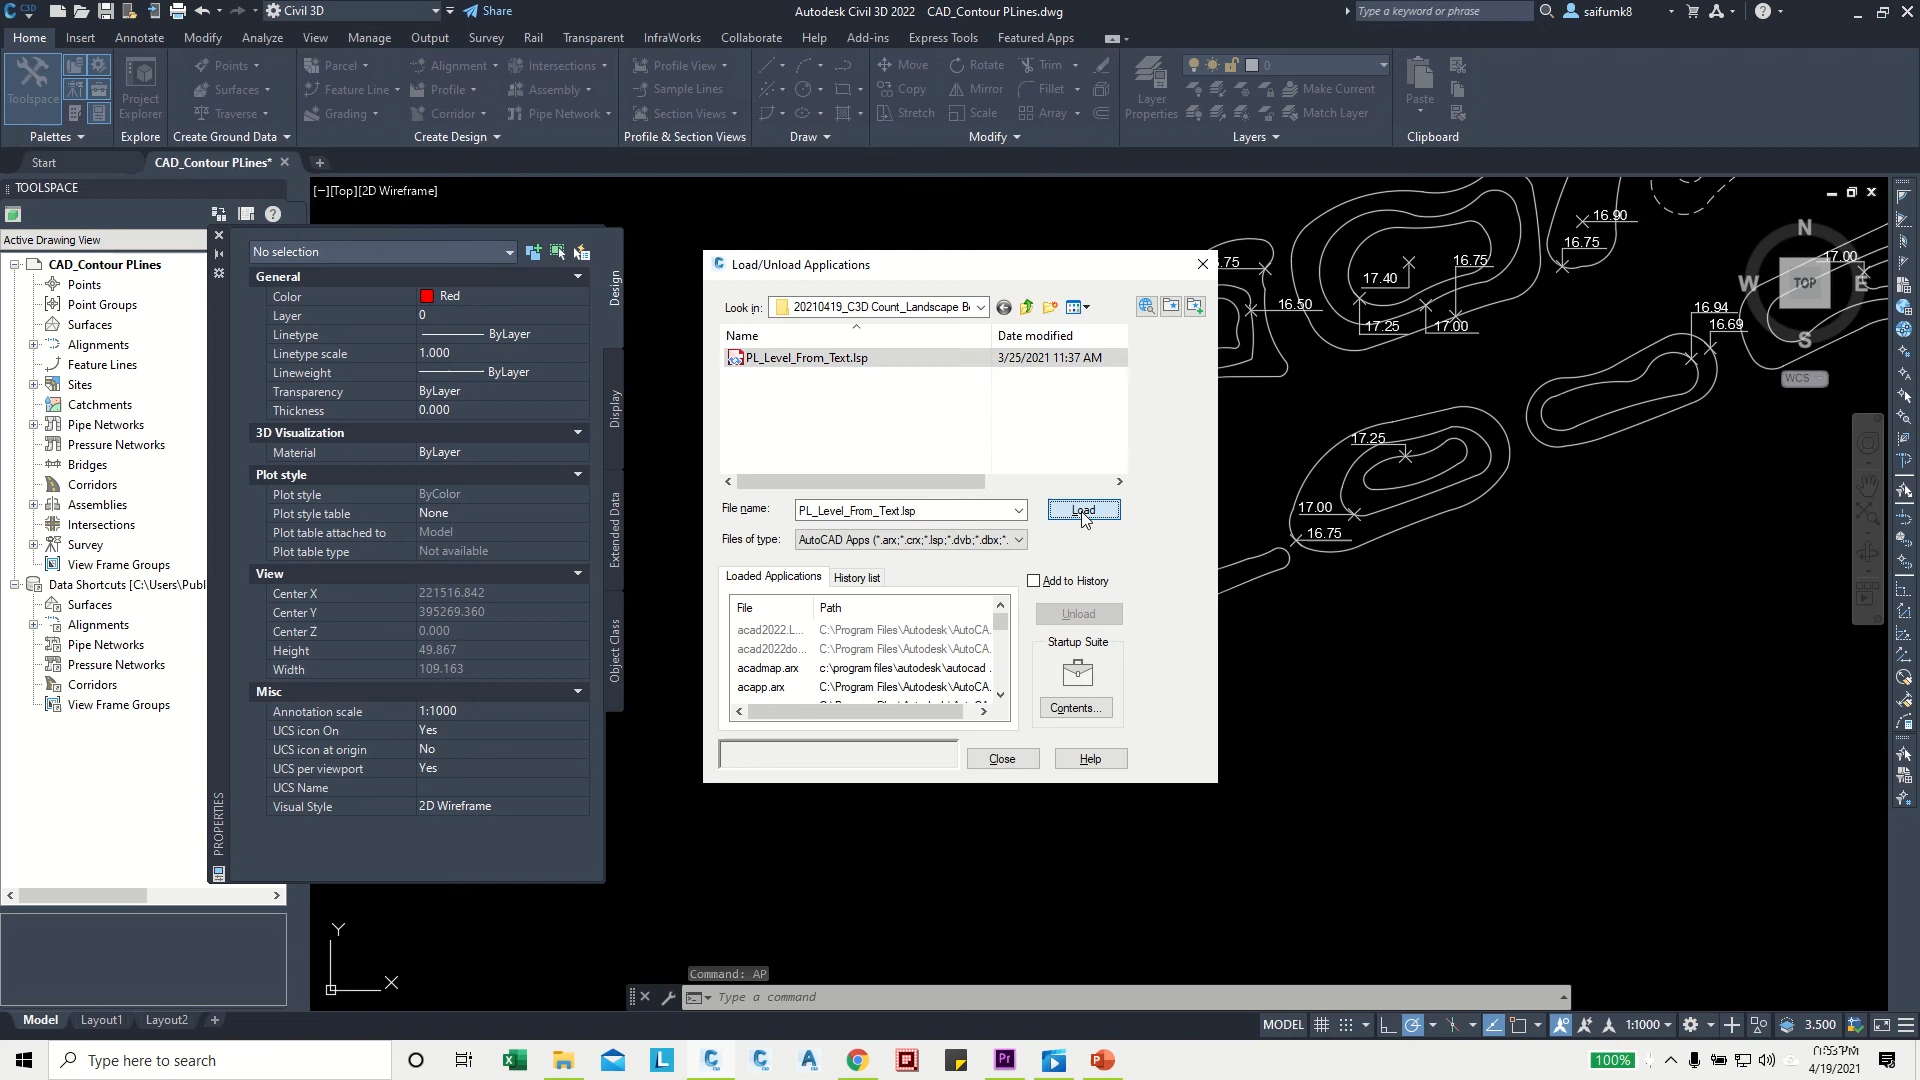 C3D Civil 3D Share Autodesk Civil 3D 2022 CAD_Contour PLines.dwg Type a keyword or phrase saifumk8
Home Insert Annotate Modify Analyze View Manage Output Survey Rail Transparent InfraWorks Collaborate Help Add-ins Express Tools Featured Apps
Points Parcel Alignment Intersections Profile View Move Rotate Trim 0
Toolspace Project Explorer Surfaces Feature Line Profile Assembly Sample Lines Copy Mirror Fillet Layer Properties Make Current Paste
Traverse Grading Corridor Pipe Network Section Views Stretch Scale Array Match Layer
Palettes Explore Create Ground Data Create Design Profile & Section Views Draw Modify Layers Clipboard
Start CAD_Contour PLines*
TOOLSPACE
[−][Top][2D Wireframe]
Active Drawing View
CAD_Contour PLines
Points
Point Groups
Surfaces
Alignments
Feature Lines
Sites
Catchments
Pipe Networks
Pressure Networks
Bridges
Corridors
Assemblies
Intersections
Survey
View Frame Groups
Data Shortcuts [C:\Users\Publ
Surfaces
Alignments
Pipe Networks
Pressure Networks
Corridors
View Frame Groups
No selection
General
Color Red
Layer 0
Linetype ByLayer
Linetype scale 1.000
Lineweight ByLayer
Transparency ByLayer
Thickness 0.000
3D Visualization
Material ByLayer
Plot style
Plot style ByColor
Plot style table None
Plot table attached to Model
Plot table type Not available
View
Center X 221516.842
Center Y 395269.360
Center Z 0.000
Height 49.867
Width 109.163
Misc
Annotation scale 1:1000
UCS icon On Yes
UCS icon at origin No
UCS per viewport Yes
UCS Name
Visual Style 2D Wireframe
PROPERTIES
Design
Display
Extended Data
Object Class
Load/Unload Applications
Look in: 20210419_C3D Count_Landscape Be
Name Date modified
PL_Level_From_Text.lsp 3/25/2021 11:37 AM
File name: PL_Level_From_Text.lsp Load
Files of type: AutoCAD Apps (*.arx;*.crx;*.lsp;*.dvb;*.dbx;*.
Loaded Applications History list Add to History
File Path
acad2022.L... C:\Program Files\Autodesk\AutoCA.
acad2022do... C:\Program Files\Autodesk\AutoCA.
acadmap.arx c:\program files\autodesk\autocad .
acapp.arx C:\Program Files\Autodesk\AutoCA.
Unload
Startup Suite
Contents...
Close Help
.75
16.50
17.40
16.75
17.25
17.00
16.90
16.75
17.00
16.94
16.69
17.25
17.00
16.75
N
W TOP E
S
WCS
Y
X
Command: AP
Type a command
Model Layout1 Layout2
MODEL 1:1000 3.500
Type here to search
100%
4/19/2021